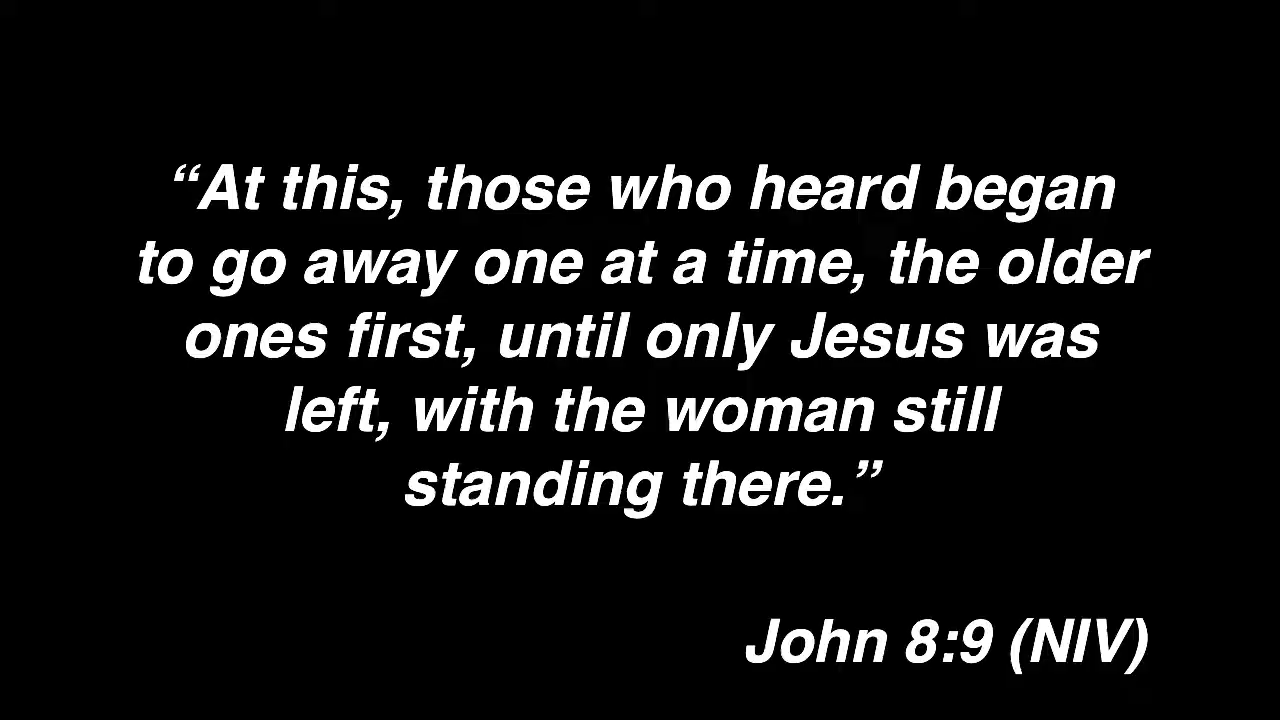 “At this, those who heard began
to go away one at a time, the older
ones first, until only Jesus was
left, with the woman still
standing there.”
John 8:9 (NIV)